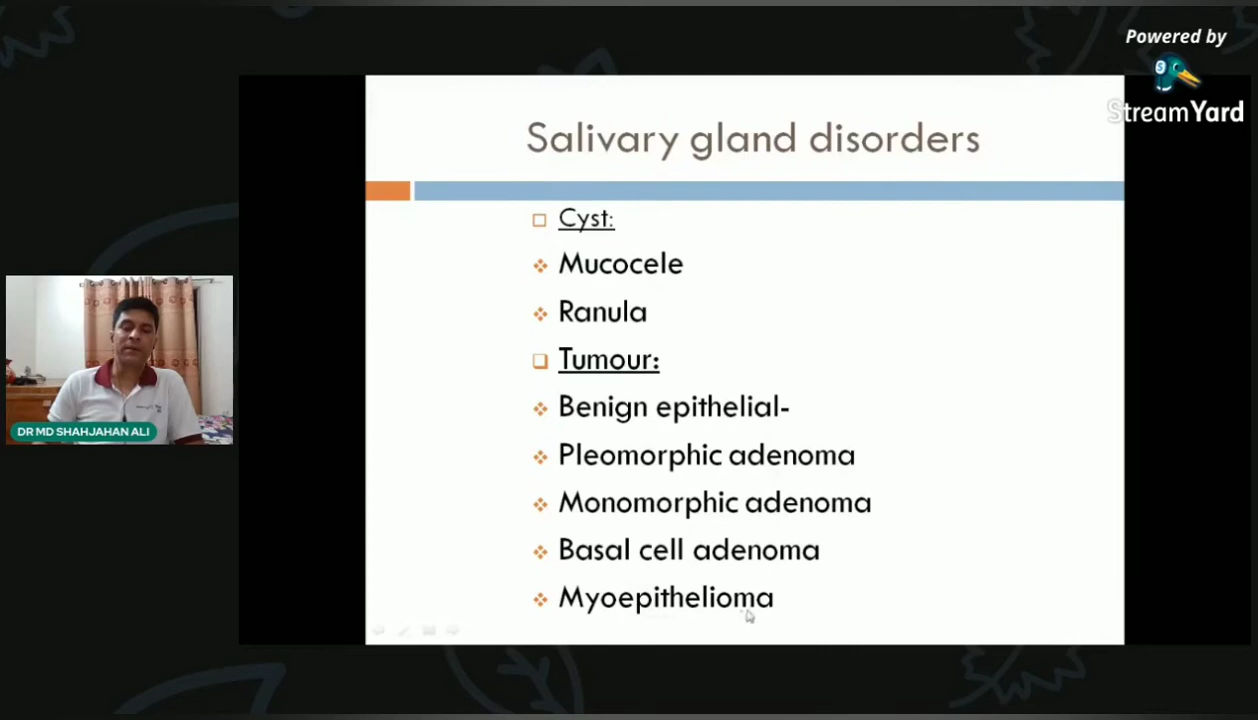 Powered by
StreamYard
Salivary gland disorders
Cyst:
Mucocele
Ranula
Tumour:
Benign epithelial-
Pleomorphic adenoma
Monomorphic adenoma
Basal cell adenoma
Myoepithelioma
DR MD SHAHJAHAN ALI